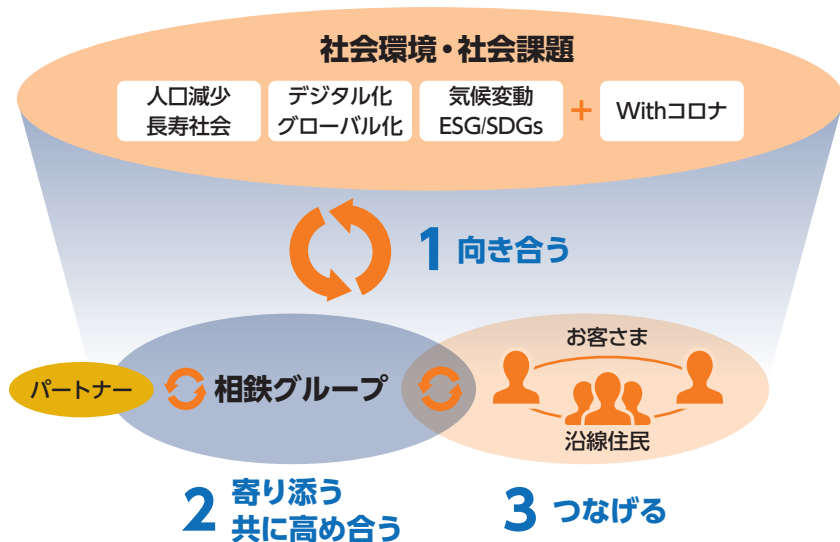 社会環境・社会課題
人口減少
長寿社会
デジタル化
グローバル化
気候変動
ESG/SDGs
+
Withコロナ
1 向き合う
パートナー
相鉄グループ
お客さま
沿線住民
2 寄り添う
共に高め合う
3 つなげる